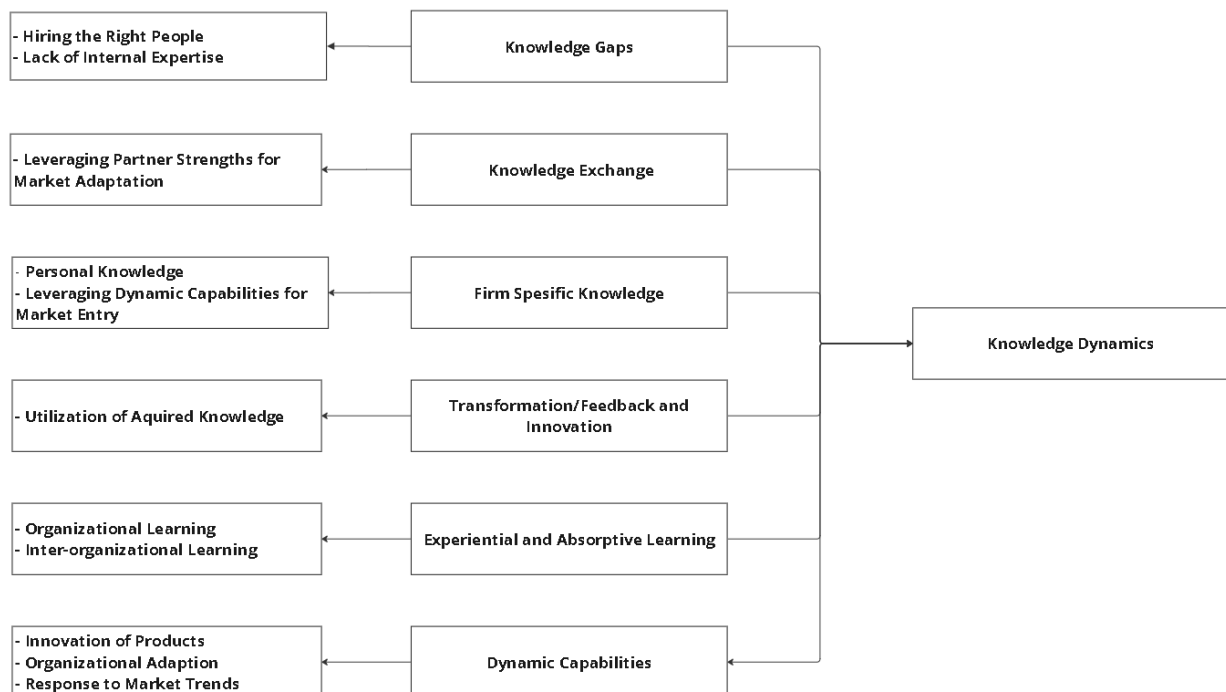 - Hiring the Right People
- Lack of Internal Expertise
Knowledge Gaps
- Leveraging Partner Strengths for
Market Adaptation
Knowledge Exchange
- Personal Knowledge
- Leveraging Dynamic Capabilities for
Market Entry
Firm Spesific Knowledge
Knowledge Dynamics
- Utilization of Aquired Knowledge
Transformation/Feedback and
Innovation
- Organizational Learning
- Inter-organizational Learning
Experiential and Absorptive Learning
- Innovation of Products
- Organizational Adaption
- Response to Market Trends
Dynamic Capabilities